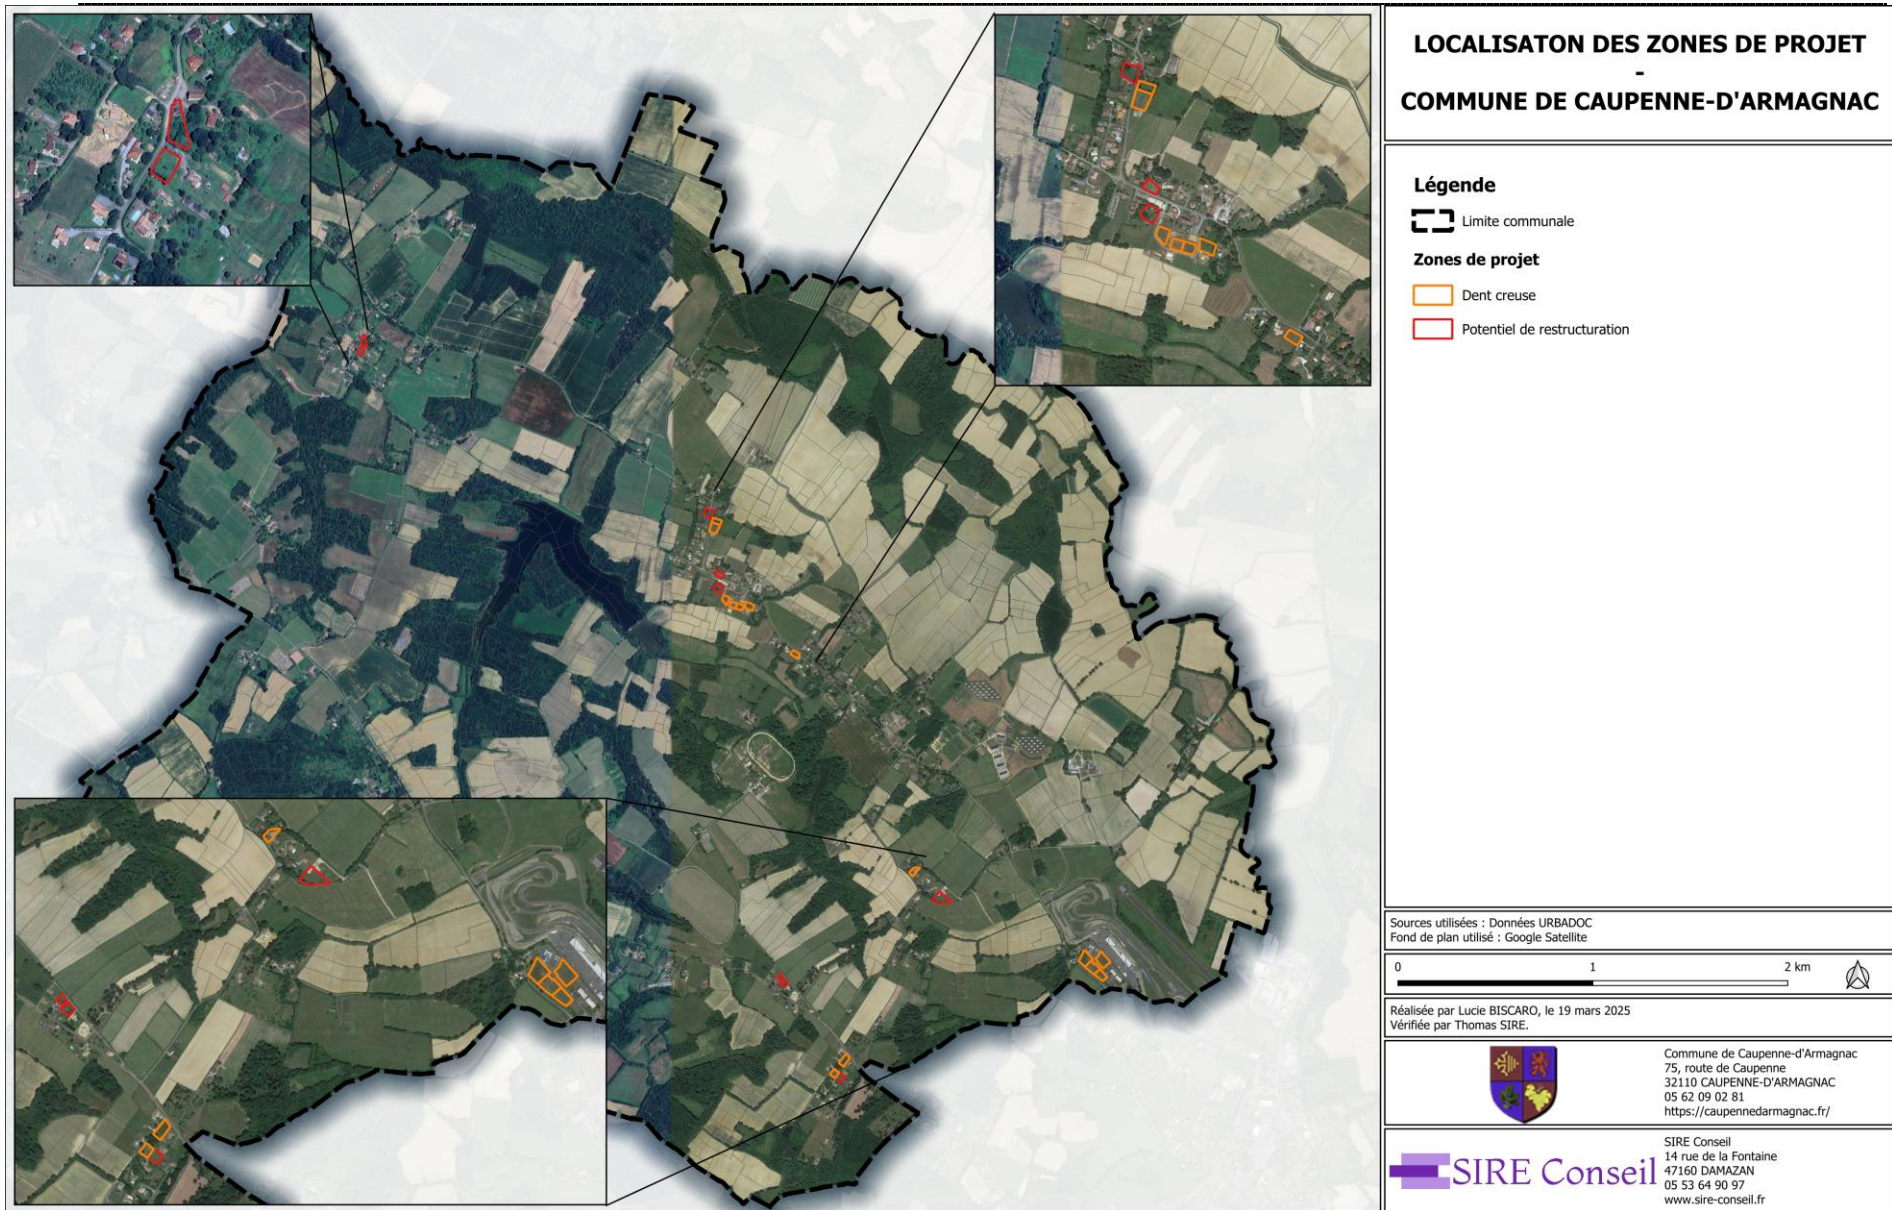 LOCALISATON DES ZONES DE PROJET
-
COMMUNE DE CAUPENNE-D'ARMAGNAC
Légende
Limite communale
Zones de projet
Dent creuse
Potentiel de restructuration
Sources utilisées : Données URBADOC
Fond de plan utilisé : Google Satellite
0 1 2 km
Réalisée par Lucie BISCARO, le 19 mars 2025
Vérifiée par Thomas SIRE.
Commune de Caupenne-d'Armagnac
75, route de Caupenne
32110 CAUPENNE-D'ARMAGNAC
05 62 09 02 81
https://caupennedarmagnac.fr/
SIRE Conseil
SIRE Conseil
14 rue de la Fontaine
47160 DAMAZAN
05 53 64 90 97
www.sire-conseil.fr